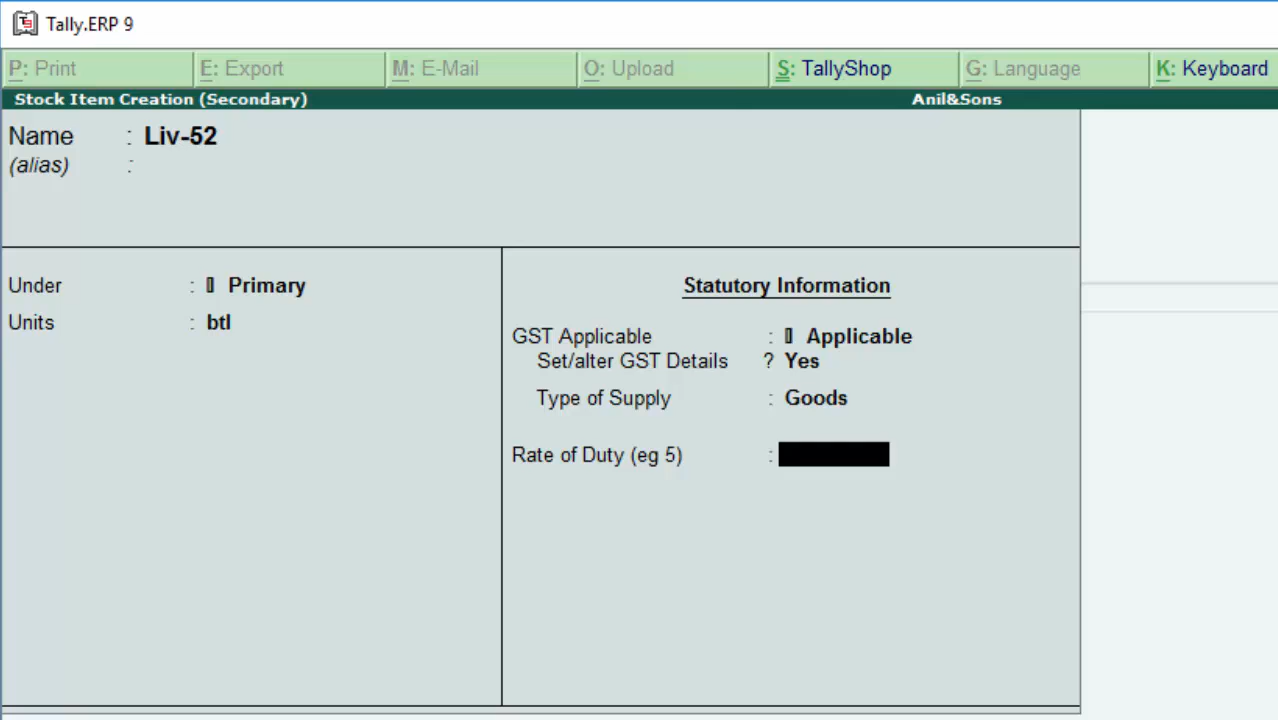 Tally.ERP 9
P: Print E: Export M: E-Mail O: Upload S: TallyShop G: Language K: Keyboard
Stock Item Creation (Secondary) Anil&Sons
Name : Liv-52
(alias) :
Under : Primary
Units : btl
Statutory Information
GST Applicable : Applicable
Set/alter GST Details ? Yes
Type of Supply : Goods
Rate of Duty (eg 5) :